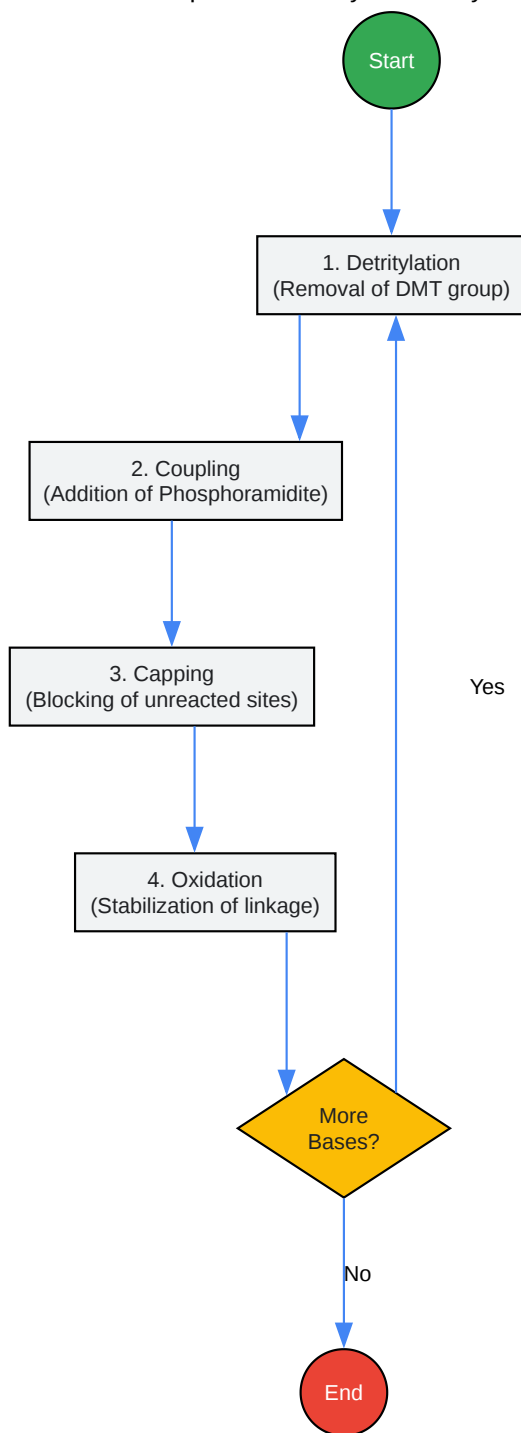 Start
1. Detritylation
(Removal of DMT group)
2. Coupling
(Addition of Phosphoramidite)
3. Capping
(Blocking of unreacted sites)
Yes
4. Oxidation
(Stabilization of linkage)
More
Bases?
No
End